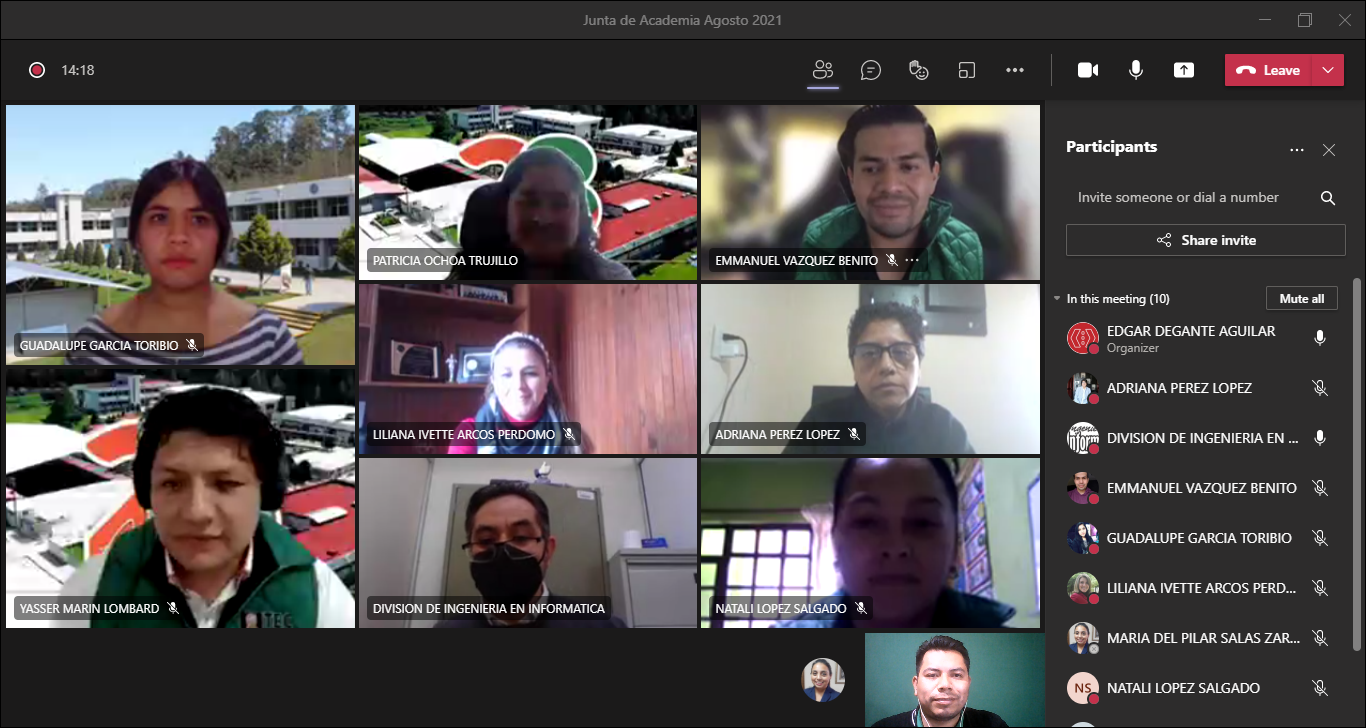 Junta de Academia Agosto 2021
14:18
Leave
GUADALUPE GARCIA TORIBIO
PATRICIA OCHOA TRUJILLO
EMMANUEL VAZQUEZ BENITO
LILIANA IVETTE ARCOS PERDOMO
ADRIANA PEREZ LOPEZ
YASSER MARIN LOMBARD
TEC
DIVISION DE INGENIERIA EN INFORMATICA
NATALI LOPEZ SALGADO
Participants
Invite someone or dial a number
Share invite
In this meeting (10)
Mute all
EDGAR DEGANTE AGUILAR
Organizer
ADRIANA PEREZ LOPEZ
DIVISION DE INGENIERIA EN ...
EMMANUEL VAZQUEZ BENITO
GUADALUPE GARCIA TORIBIO
LILIANA IVETTE ARCOS PERD...
MARIA DEL PILAR SALAS ZAR...
NS
NATALI LOPEZ SALGADO